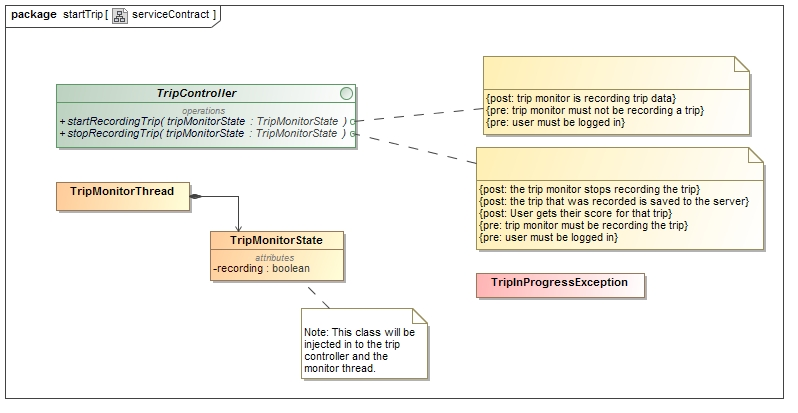 package startTrip [ serviceContract ]
TripController
operations
+ startRecordingTrip( tripMonitorState : TripMonitorState )
+ stopRecordingTrip( tripMonitorState : TripMonitorState )
{post: trip monitor is recording trip data}
{pre: trip monitor must not be recording a trip}
{pre: user must be logged in}
{post: the trip monitor stops recording the trip}
{post: the trip that was recorded is saved to the server}
{post: User gets their score for that trip}
{pre: trip monitor must be recording the trip}
{pre: user must be logged in}
TripMonitorThread
TripMonitorState
attributes
-recording : boolean
TripInProgressException
Note: This class will be
injected in to the trip
controller and the
monitor thread.